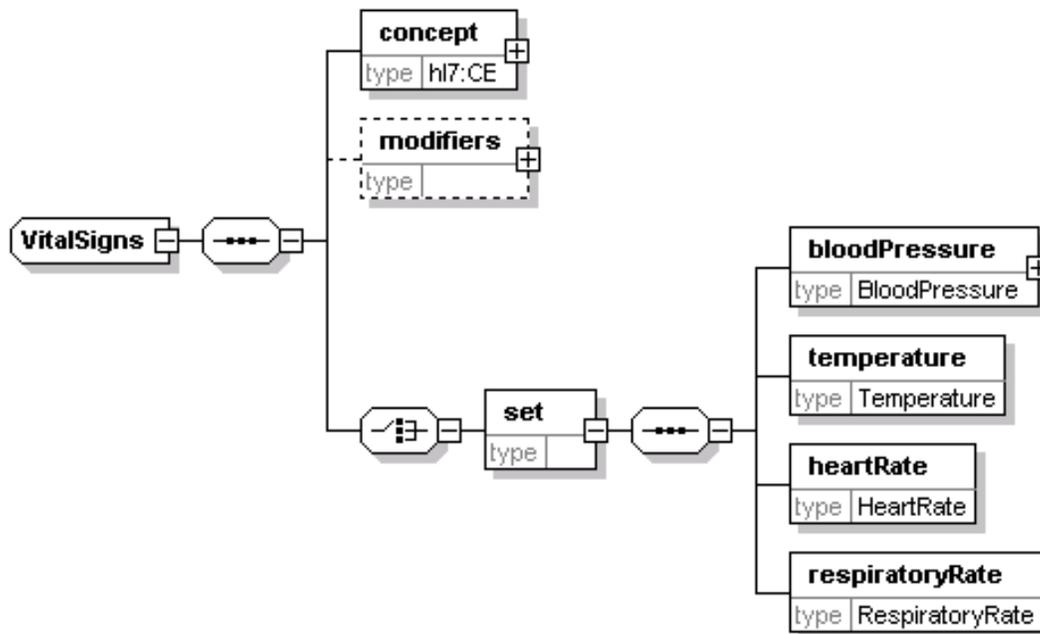 concept
type hl7:CE
modifiers
type
VitalSigns
bloodPressure
type BloodPressure
temperature
type Temperature
set
type
heartRate
type HeartRate
respiratoryRate
type RespiratoryRate